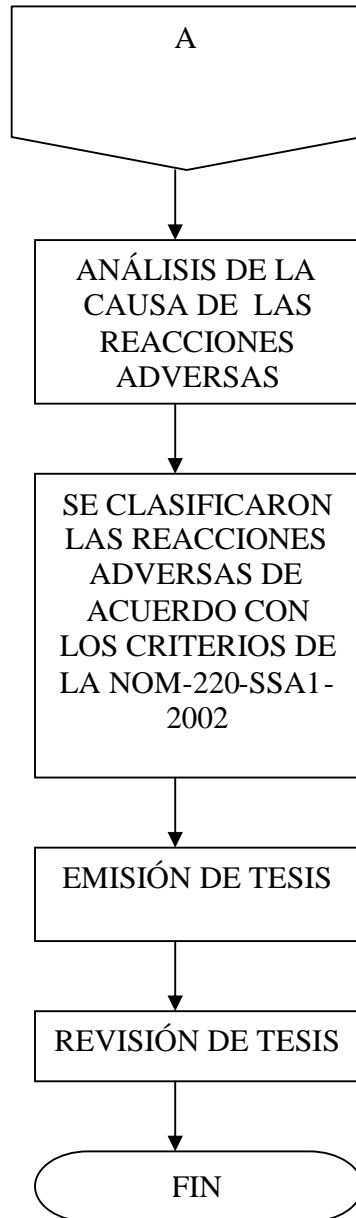 A
ANÁLISIS DE LA
CAUSA DE LAS
REACCIONES
ADVERSAS
SE CLASIFICARON
LAS REACCIONES
ADVERSAS DE
ACUERDO CON
LOS CRITERIOS DE
LA NOM-220-SSA1-
2002
EMISIÓN DE TESIS
REVISIÓN DE TESIS
FIN